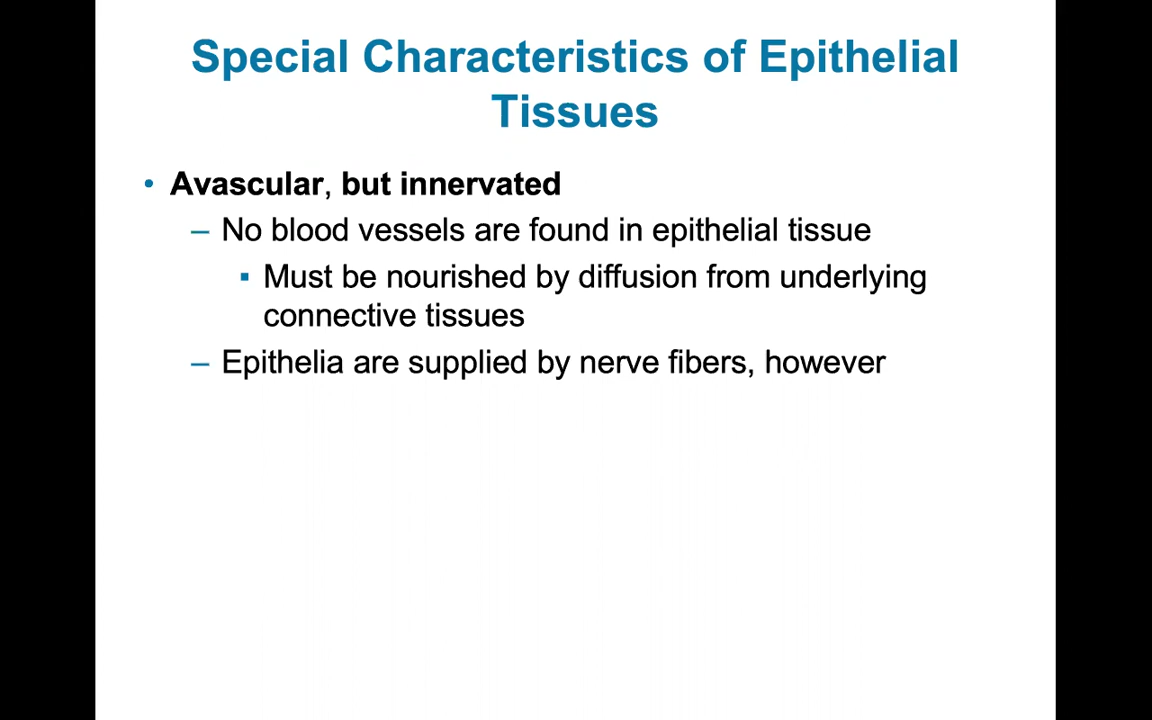 Special Characteristics of Epithelial
Tissues
• Avascular, but innervated
– No blood vessels are found in epithelial tissue
▪ Must be nourished by diffusion from underlying
connective tissues
– Epithelia are supplied by nerve fibers, however